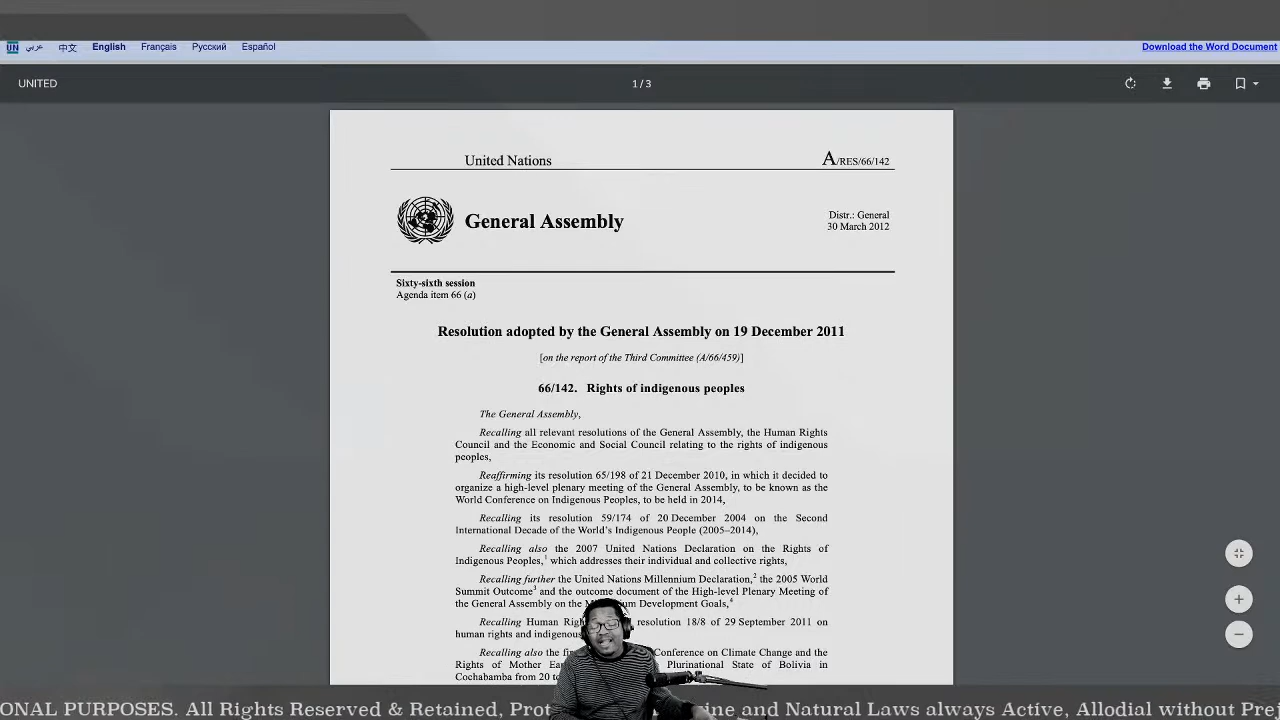 UN عربي 中文 English Français Русский Español Download the Word Document
UNITED 1 / 3
United Nations A/RES/66/142
General Assembly
Distr.: General
30 March 2012
Sixty-sixth session
Agenda item 66 (a)
Resolution adopted by the General Assembly on 19 December 2011
[on the report of the Third Committee (A/66/459)]
66/142. Rights of indigenous peoples
The General Assembly,
Recalling all relevant resolutions of the General Assembly, the Human Rights
Council and the Economic and Social Council relating to the rights of indigenous
peoples,
Reaffirming its resolution 65/198 of 21 December 2010, in which it decided to
organize a high-level plenary meeting of the General Assembly, to be known as the
World Conference on Indigenous Peoples, to be held in 2014,
Recalling its resolution 59/174 of 20 December 2004 on the Second
International Decade of the World's Indigenous People (2005–2014),
Recalling also the 2007 United Nations Declaration on the Rights of
Indigenous Peoples,1 which addresses their individual and collective rights,
Recalling further the United Nations Millennium Declaration,2 the 2005 World
Summit Outcome3 and the outcome document of the High-level Plenary Meeting of
the General Assembly on the um Development Goals,4
Recalling Human resolution 18/8 of 29 September 2011 on
human rights and
Recalling also the Conference on Climate Change and the
Rights of Mother Plurinational State of Bolivia in
Cochabamba from 20
ONAL PURPOSES. All Rights Reserved & Retained, ine and Natural Laws always Active, Allodial without